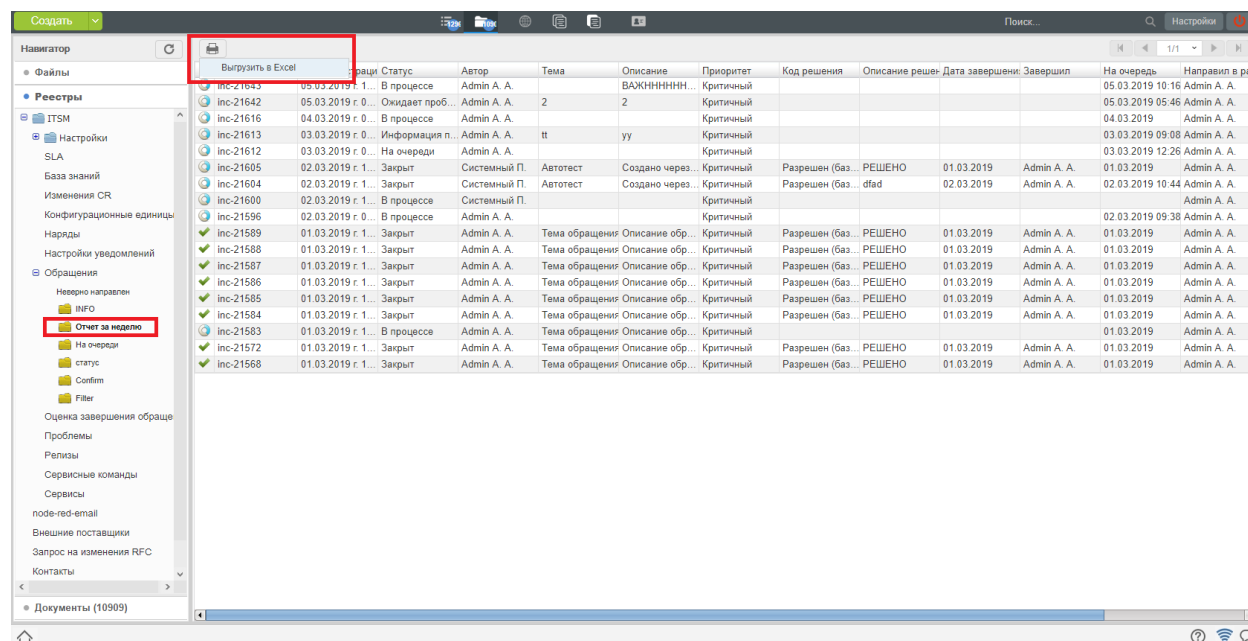 Создать Поиск... Настройки
Навигатор 1/1
Файлы
Реестры
ITSM
Настройки
SLA
База знаний
Изменения CR
Конфигурационные единицы
Наряды
Настройки уведомлений
Обращения
Неверно направлен
INFO
Отчет за неделю
На очереди
статус
Confirm
Filter
Оценка завершения обраще
Проблемы
Релизы
Сервисные команды
Сервисы
node-red-email
Внешние поставщики
Запрос на изменения RFC
Контакты
Документы (10909)
Выгрузить в Excel
раци Статус Автор Тема Описание Приоритет Код решения Описание решен Дата завершени: Завершил На очередь Направил в ра
inc-21643 05.03.2019 г. 1... В процессе Admin A. A. ВАЖННННН... Критичный 05.03.2019 10:16 Admin A. A.
inc-21642 05.03.2019 г. 0... Ожидает проб... Admin A. A. 2 2 Критичный 05.03.2019 05:46 Admin A. A.
inc-21616 04.03.2019 г. 0... В процессе Admin A. A. Критичный 04.03.2019 Admin A. A.
inc-21613 03.03.2019 г. 0... Информация п... Admin A. A. tt yy Критичный 03.03.2019 09:08 Admin A. A.
inc-21612 03.03.2019 г. 0... На очереди Admin A. A. Критичный 03.03.2019 12:26 Admin A. A.
inc-21605 02.03.2019 г. 1... Закрыт Системный П. Автотест Создано через... Критичный Разрешен (баз... РЕШЕНО 01.03.2019 Admin A. A. 01.03.2019 Admin A. A.
inc-21604 02.03.2019 г. 1... Закрыт Системный П. Автотест Создано через... Критичный Разрешен (баз... dfad 02.03.2019 Admin A. A. 02.03.2019 10:44 Admin A. A.
inc-21600 02.03.2019 г. 1... В процессе Системный П. Критичный Admin A. A.
inc-21596 02.03.2019 г. 0... В процессе Admin A. A. Критичный 02.03.2019 09:38 Admin A. A.
inc-21589 01.03.2019 г. 1... Закрыт Admin A. A. Тема обращения Описание обр... Критичный Разрешен (баз... РЕШЕНО 01.03.2019 Admin A. A. 01.03.2019 Admin A. A.
inc-21588 01.03.2019 г. 1... Закрыт Admin A. A. Тема обращения Описание обр... Критичный Разрешен (баз... РЕШЕНО 01.03.2019 Admin A. A. 01.03.2019 Admin A. A.
inc-21587 01.03.2019 г. 1... Закрыт Admin A. A. Тема обращения Описание обр... Критичный Разрешен (баз... РЕШЕНО 01.03.2019 Admin A. A. 01.03.2019 Admin A. A.
inc-21586 01.03.2019 г. 1... Закрыт Admin A. A. Тема обращения Описание обр... Критичный Разрешен (баз... РЕШЕНО 01.03.2019 Admin A. A. 01.03.2019 Admin A. A.
inc-21585 01.03.2019 г. 1... Закрыт Admin A. A. Тема обращения Описание обр... Критичный Разрешен (баз... РЕШЕНО 01.03.2019 Admin A. A. 01.03.2019 Admin A. A.
inc-21584 01.03.2019 г. 1... Закрыт Admin A. A. Тема обращения Описание обр... Критичный Разрешен (баз... РЕШЕНО 01.03.2019 Admin A. A. 01.03.2019 Admin A. A.
inc-21583 01.03.2019 г. 1... В процессе Admin A. A. Тема обращения Описание обр... Критичный 01.03.2019 Admin A. A.
inc-21572 01.03.2019 г. 1... Закрыт Admin A. A. Тема обращения Описание обр... Критичный Разрешен (баз... РЕШЕНО 01.03.2019 Admin A. A. 01.03.2019 Admin A. A.
inc-21568 01.03.2019 г. 1... Закрыт Admin A. A. Тема обращения Описание обр... Критичный Разрешен (баз... РЕШЕНО 01.03.2019 Admin A. A. 01.03.2019 Admin A. A.